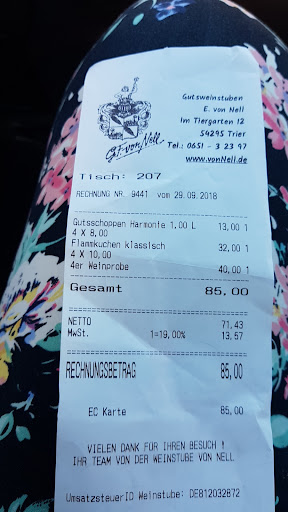 G.F. von Nell
Gutsweinstuben
E. von Nell
Im Tiergarten 12
54295 Trier
Tel.: 0651 - 3 23 97
www.vonNell.de
Tisch: 207
RECHNUNG NR. 9441 vom 29.09.2018
Gutsschoppen Harmonie 1,00 L 13,00 1
4 X 8,00
Flammkuchen klassisch 32,00 1
4 X 10,00
4er Weinprobe 40,00 1
Gesamt 85,00
NETTO 71,43
MwSt. 1=19,00% 13,57
RECHNUNGSBETRAG 85,00
EC Karte 85,00
VIELEN DANK FÜR IHREN BESUCH !
IHR TEAM VON DER WEINSTUBE VON NELL
UmsatzsteuerID Weinstube: DE812032872